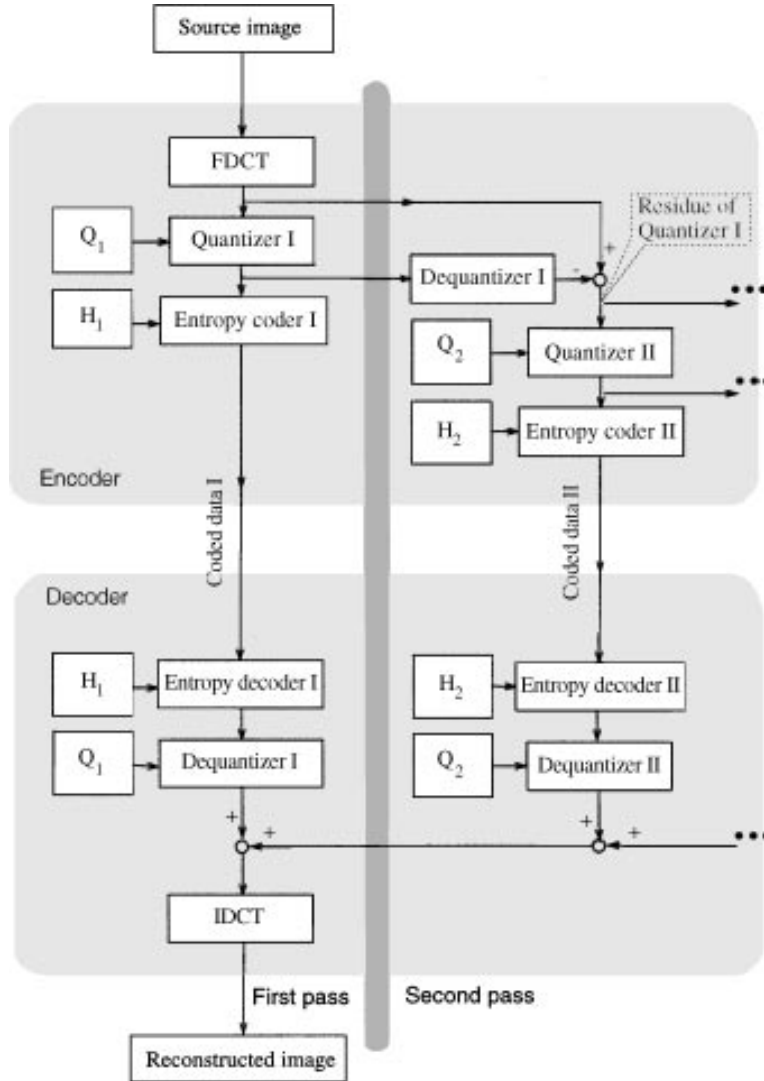 Source image
FDCT
Q1
Quantizer I
H1
Entropy coder I
Residue of
Quantizer I
+
-
Dequantizer I
Q2
Quantizer II
H2
Entropy coder II
Encoder
Coded data I
Coded data II
Decoder
H1
Entropy decoder I
Q1
Dequantizer I
H2
Entropy decoder II
Q2
Dequantizer II
+
+
+
+
IDCT
First pass
Second pass
Reconstructed image